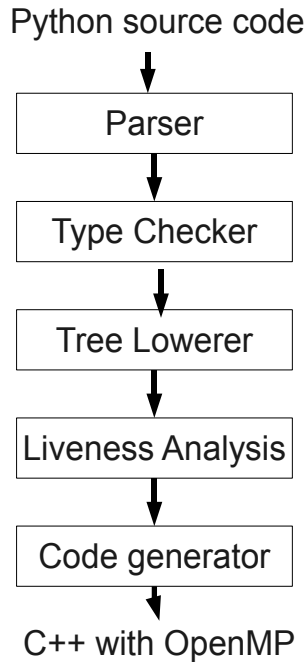 Python source code
Parser
Type Checker
Tree Lowerer
Liveness Analysis
Code generator
C++ with OpenMP